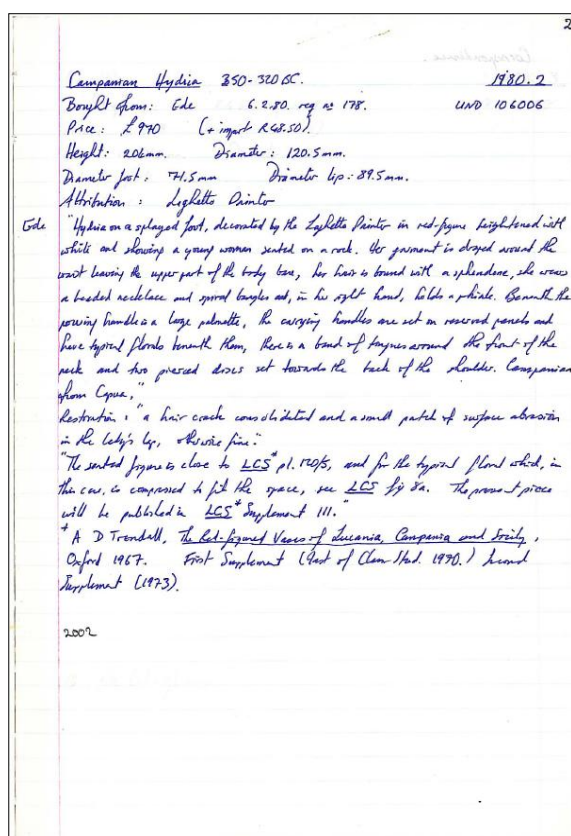 2
Campanian Hydria 350-320 BC. 1980.2
Bought from: Ede 6.2.80. reg no 178. UND 106006
Price: £970 (+ import R48.50).
Height: 206mm. Diameter: 120.5mm.
Diameter foot: 71.5mm Diameter lip: 89.5mm.
Attribution: Laghetto Painter
Ede "Hydria on a splayed foot, decorated by the Laghetto Painter in red-figure heightened with
white and showing a young woman seated on a rock. Her garment is draped around the
waist leaving the upper part of the body bare, her hair is bound with a sphendone, she wears
a beaded necklace and spiral bangles and, in her right hand, holds a phiale. Beneath the
pouring handle is a large palmette, the carrying handles are set on reserved panels and
have typical florals beneath them, there is a band of tongues around the front of the
neck and two pierced discs set towards the back of the shoulder. Campanian
from Capua."
Restoration: "a hair crack consolidated and a small patch of surface abrasion
in the lady's leg, otherwise fine."
"The seated figure is close to LCS* pl. 170/5, and for the typical floral which, in
this case, is compressed to fit the space, see LCS fig 8a. The present piece
will be published in LCS* Supplement III."
* A D Trendall, The Red-figured Vases of Lucania, Campania and Sicily,
Oxford 1967. First Supplement (Inst of Class Stud. 1970.) Second
Supplement (1973).
2002